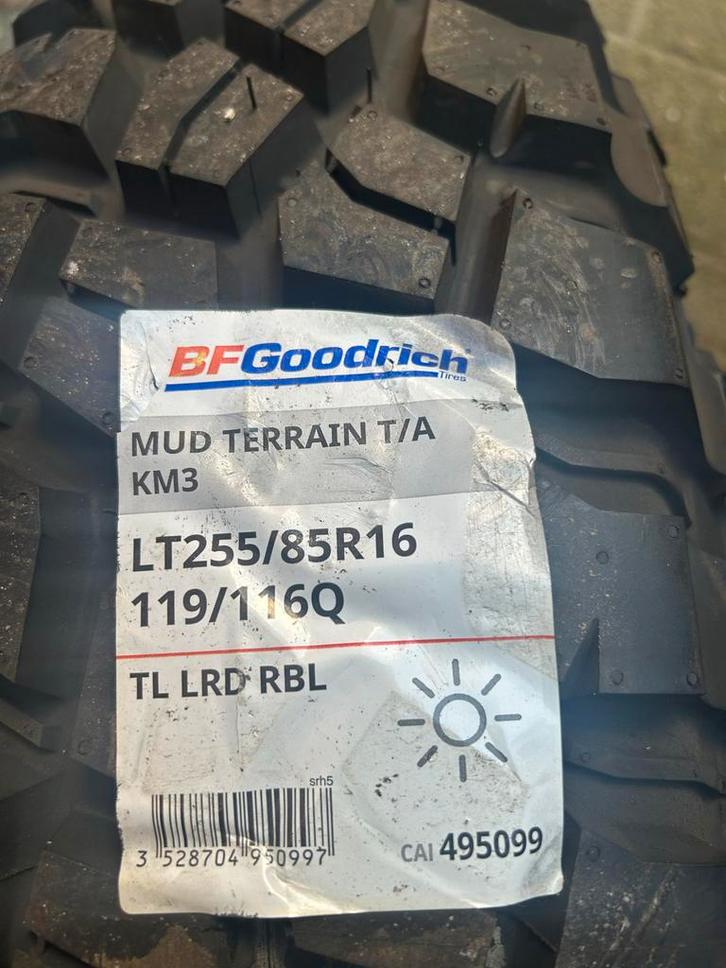 BFGoodrich
Tires
MUD TERRAIN T/A
KM3
LT255/85R16
119/116Q
TL LRD RBL
srh5
3 528704 950997
CAI 495099